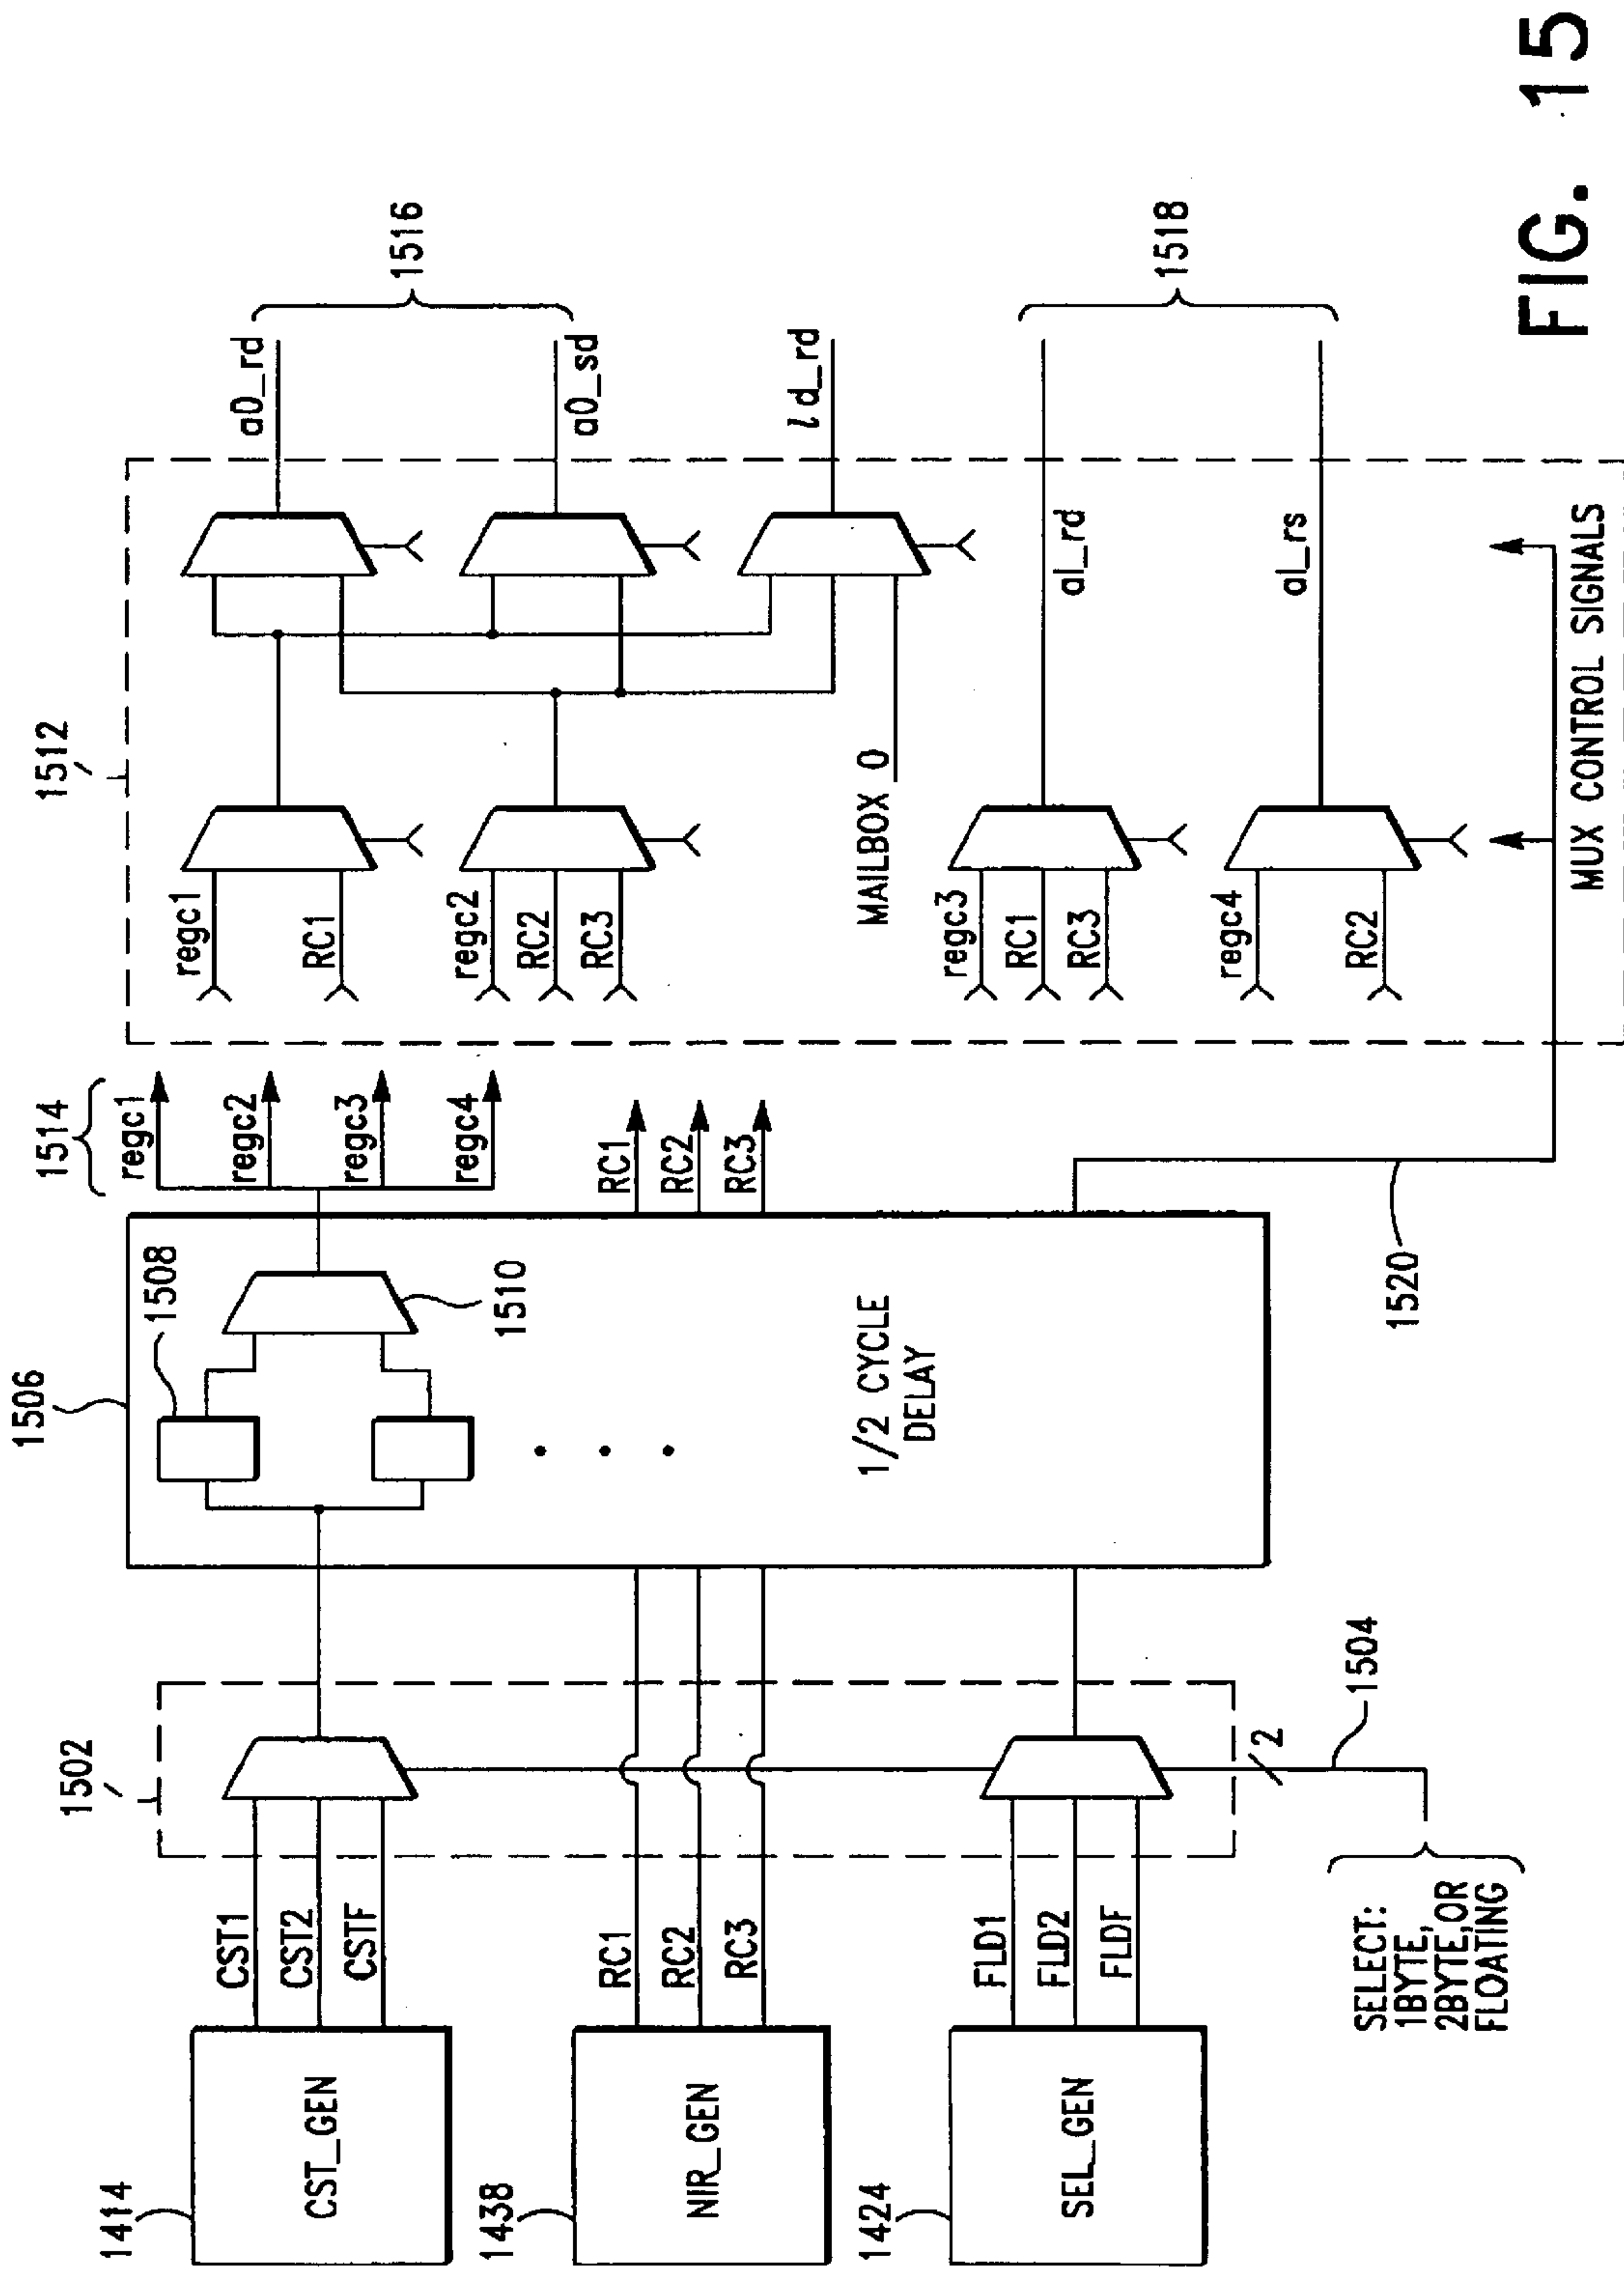 1414
CST_GEN
CST1
CST2
CSTF
1438
NIR_GEN
RC1
RC2
RC3
1424
SEL_GEN
FLD1
FLD2
FLDF
SELECT:
1BYTE,
2BYTE,OR
FLOATING
1502
2
1504
1506
1508
1510
1/2 CYCLE
DELAY
1514
regc1
regc2
regc3
regc4
RC1
RC2
RC3
1520
1512
regc1
RC1
regc2
RC2
RC3
MAILBOX_0
regc3
RC1
RC3
regc4
RC2
a0_rd
a0_sd
ld_rd
al_rd
al_rs
1516
1518
MUX CONTROL SIGNALS
FIG. 15